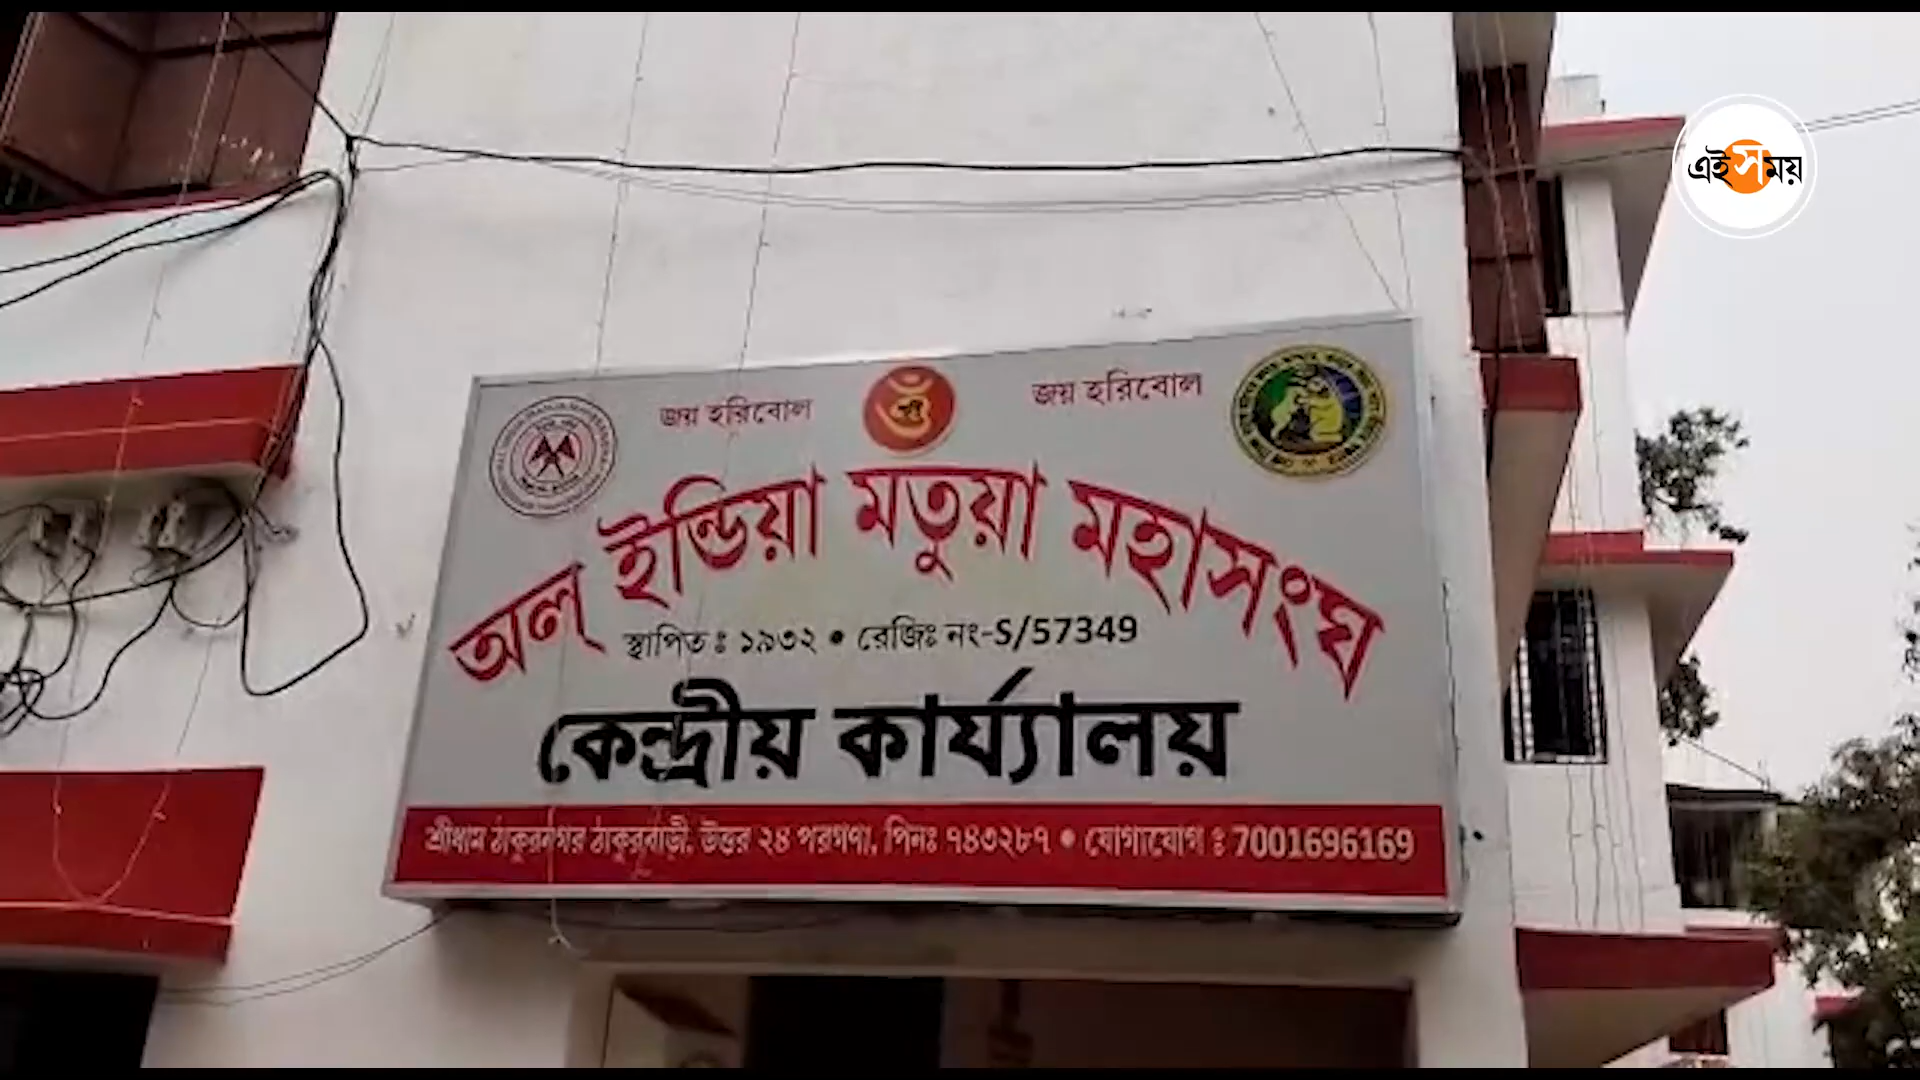 এই সময়
জয় হরিবোল
জয় হরিবোল
অল্ ইন্ডিয়া মতুয়া মহাসংঘ
স্থাপিত ঃ ১৯৩২ • রেজিঃ নং-S/57349
কেন্দ্রীয় কার্য্যালয়
শ্রীধাম ঠাকুরনগর ঠাকুরবাড়ী, উত্তর ২৪ পরগণা, পিনঃ ৭৪৩২৮৭ • যোগাযোগ ঃ 7001696169